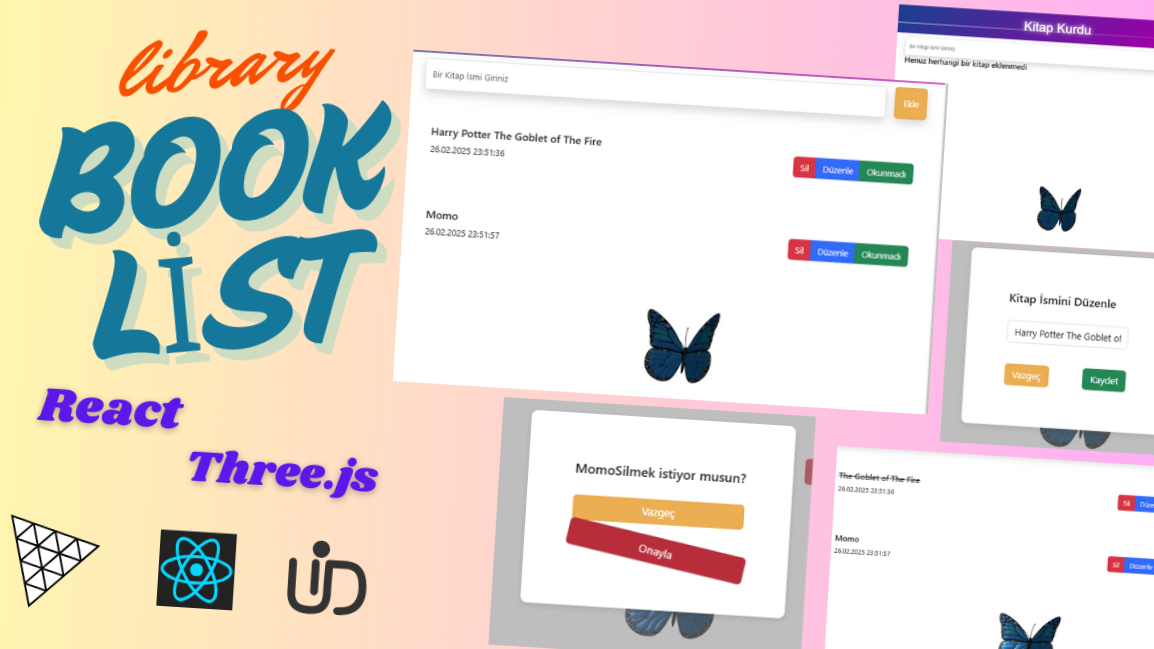 library
BOOK
LİST
React
Three.js
Bir Kitap İsmi Giriniz
Ekle
Harry Potter The Goblet of The Fire
26.02.2025 23:51:36
Sil Düzenle Okunmadı
Momo
26.02.2025 23:51:57
Sil Düzenle Okunmadı
Kitap Kurdu
Bir Kitap İsmi Giriniz
Henuz herhangi bir kitap eklenmedi
Kitap İsmini Düzenle
Harry Potter The Goblet of
Vazgeç Kaydet
MomoSilmek istiyor musun?
Vazgeç
Onayla
The Goblet of The Fire
26.02.2025 23:51:36
Sil
Momo
26.02.2025 23:51:57
Sil Düzenle